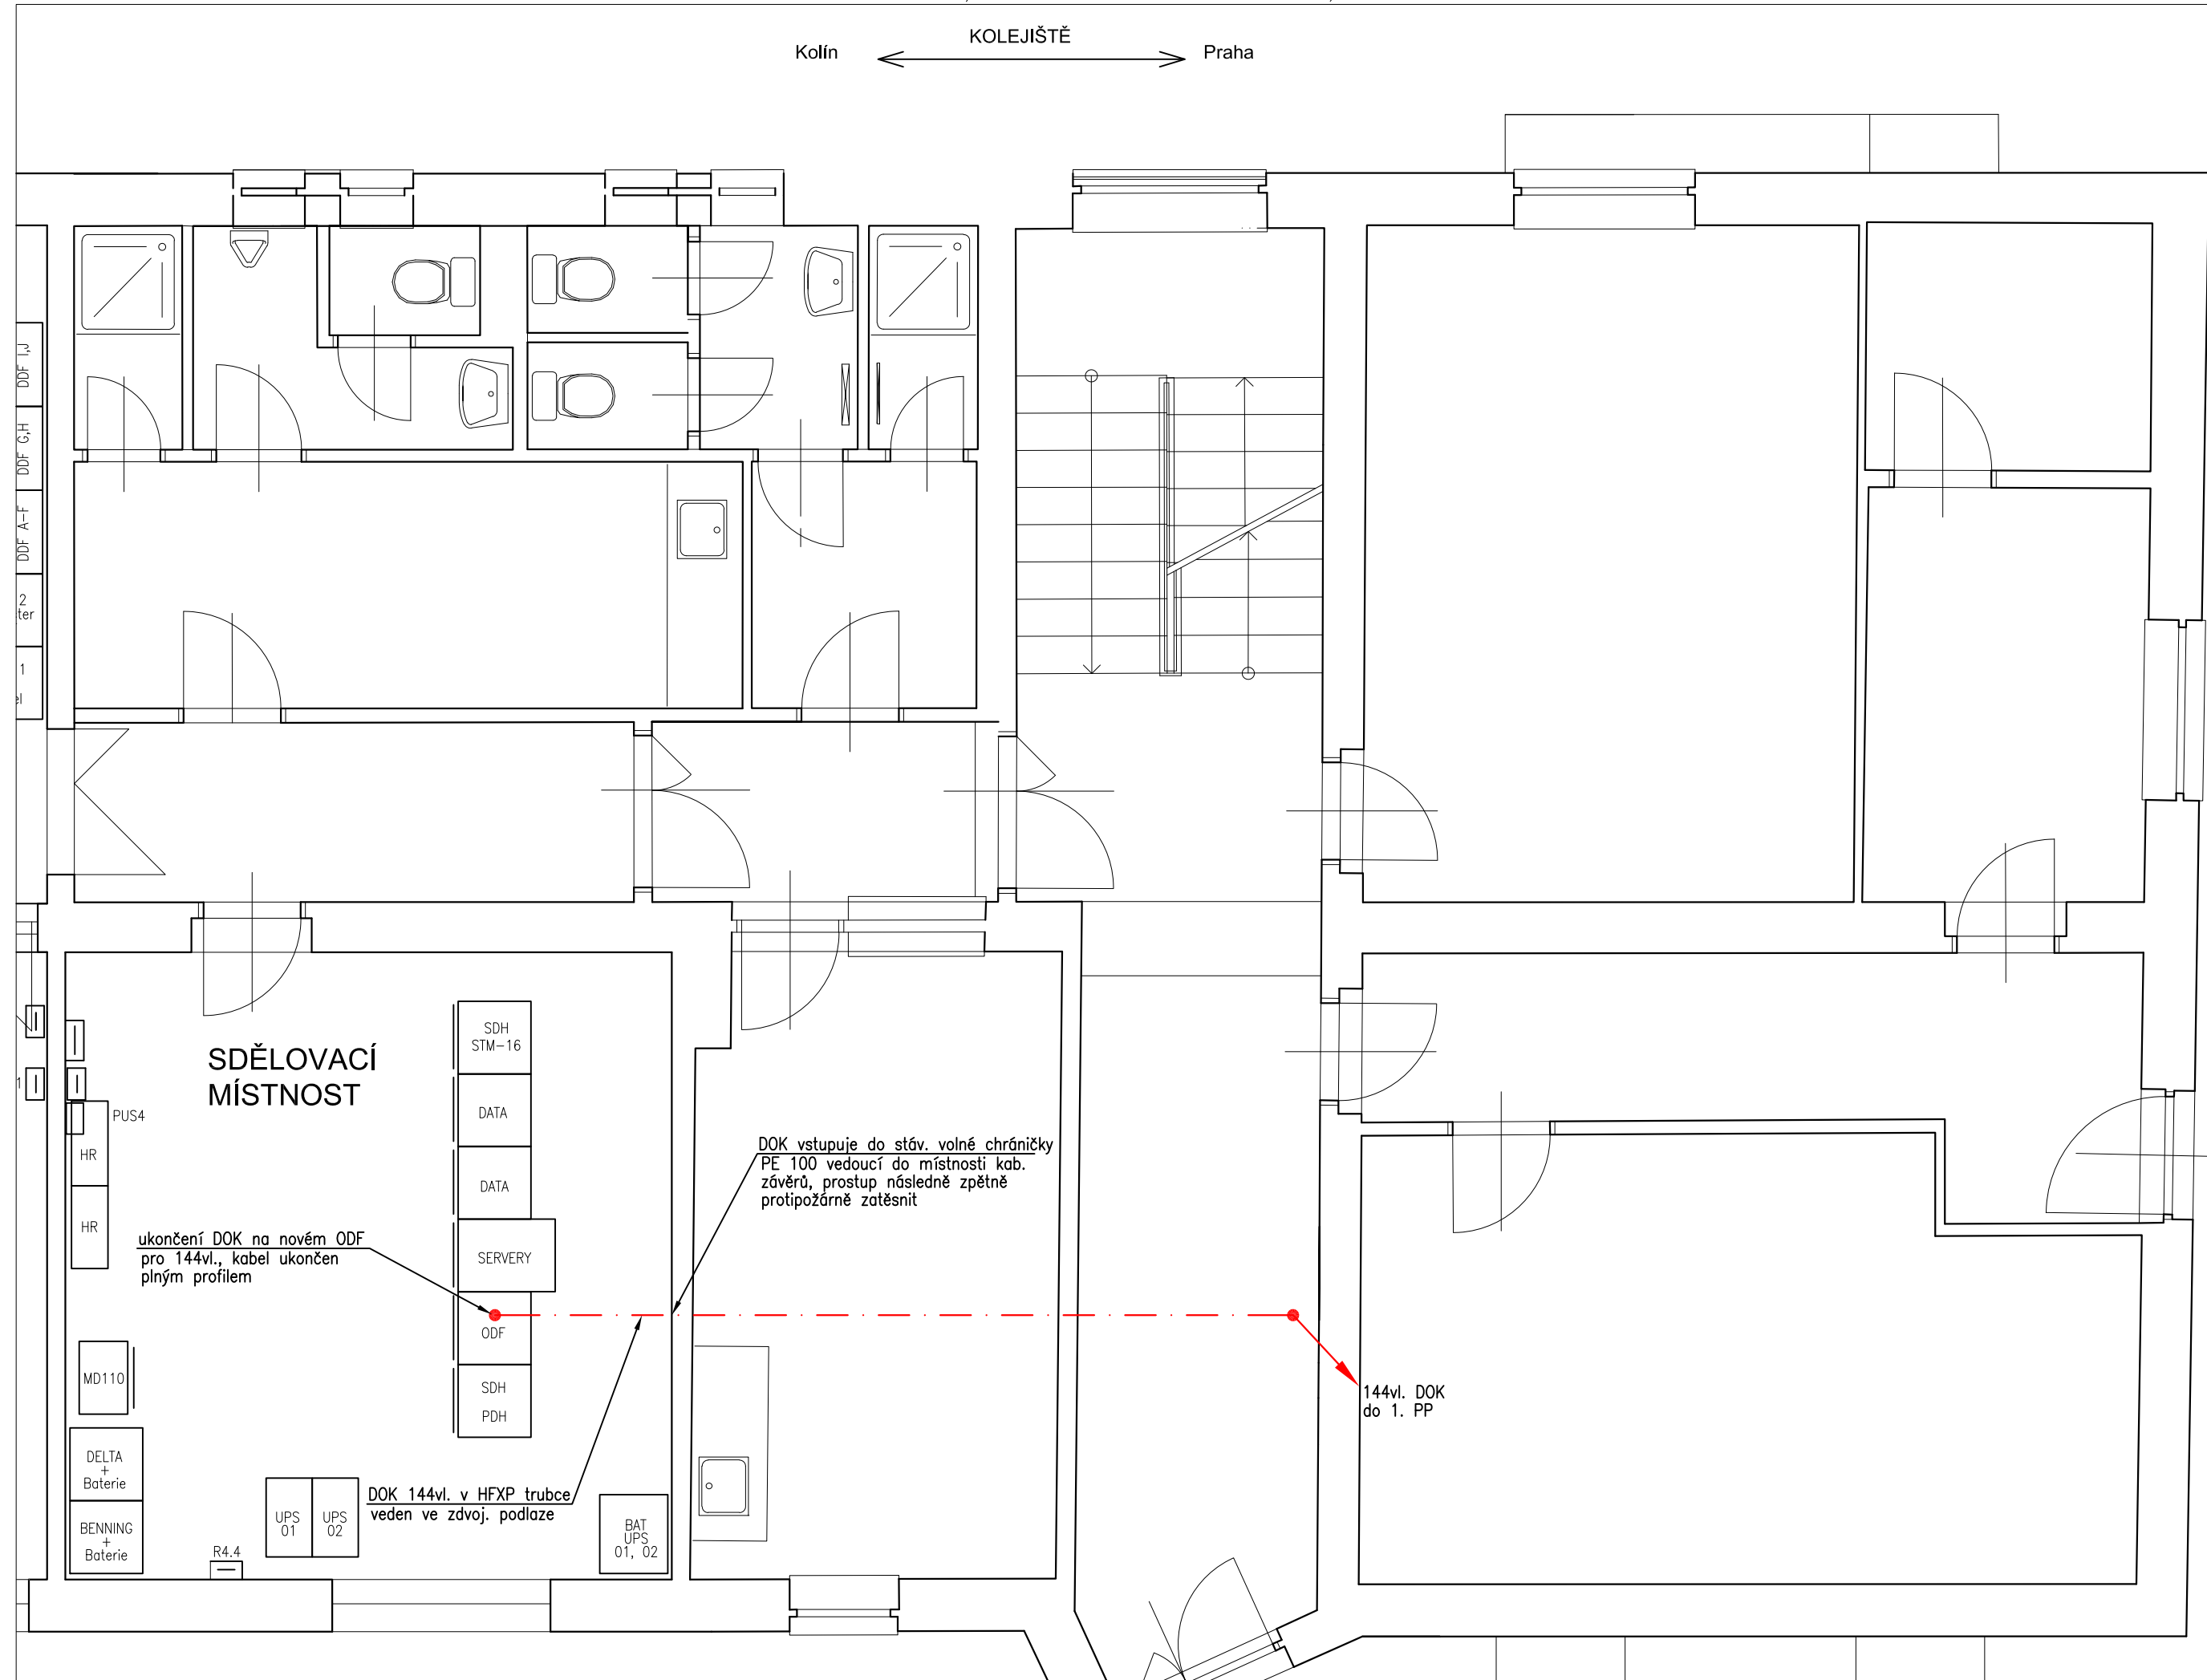 KOLEJIŠTĚ
Kolín
Praha
DDF I,J
DDF G,H
DDF A-F
2
ter
1
el
SDĚLOVACÍ
MÍSTNOST
1
PUS4
HR
HR
SDH
STM-16
DATA
DATA
SERVERY
ODF
SDH
PDH
DOK vstupuje do stáv. volné chráničky
PE 100 vedoucí do místnosti kab.
závěrů, prostup následně zpětně
protipožárně zatěsnit
ukončení DOK na novém ODF
pro 144vl., kabel ukončen
plným profilem
MD110
DELTA
+
Baterie
BENNING
+
Baterie
R4.4
UPS
01
UPS
02
DOK 144vl. v HFXP trubce
veden ve zdvoj. podlaze
BAT
UPS
01, 02
144vl. DOK
do 1. PP